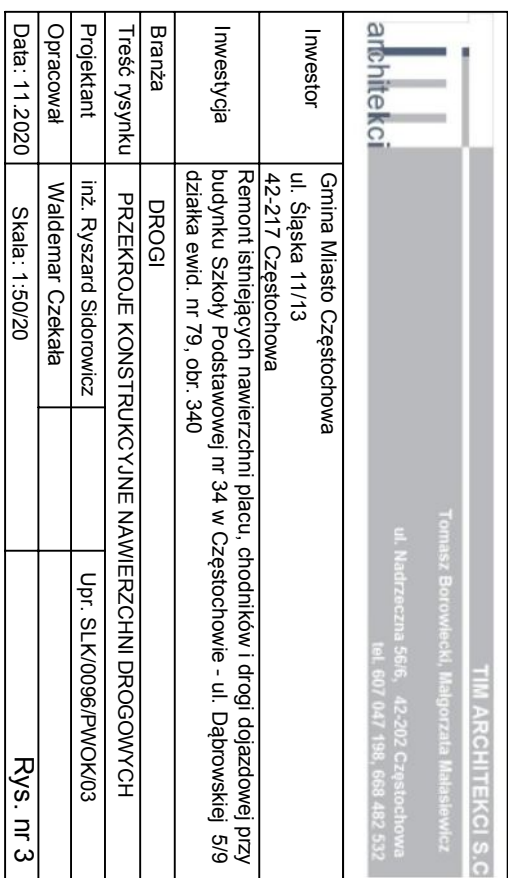 TIM ARCHITEKCI S.C
Tomasz Borowiecki, Małgorzata Małasiewicz
ul. Nadrzeczna 56/6, 42-202 Częstochowa
tel. 607 047 198, 668 482 532
architekci
Inwestor
Gmina Miasto Częstochowa
ul. Śląska 11/13
42-217 Częstochowa
Inwestycja
Remont istniejących nawierzchni placu, chodników i drogi dojazdowej przy
budynku Szkoły Podstawowej nr 34 w Częstochowie - ul. Dąbrowskiej 5/9
działka ewid. nr 79, obr. 340
Branża DROGI
Treść rysynku PRZEKROJE KONSTRUKCYJNE NAWIERZCHNI DROGOWYCH
Projektant inż. Ryszard Sidorowicz Upr. SLK/0096/PWOK/03
Opracował Waldemar Czekała
Data: 11.2020 Skala: 1:50/20 Rys. nr 3